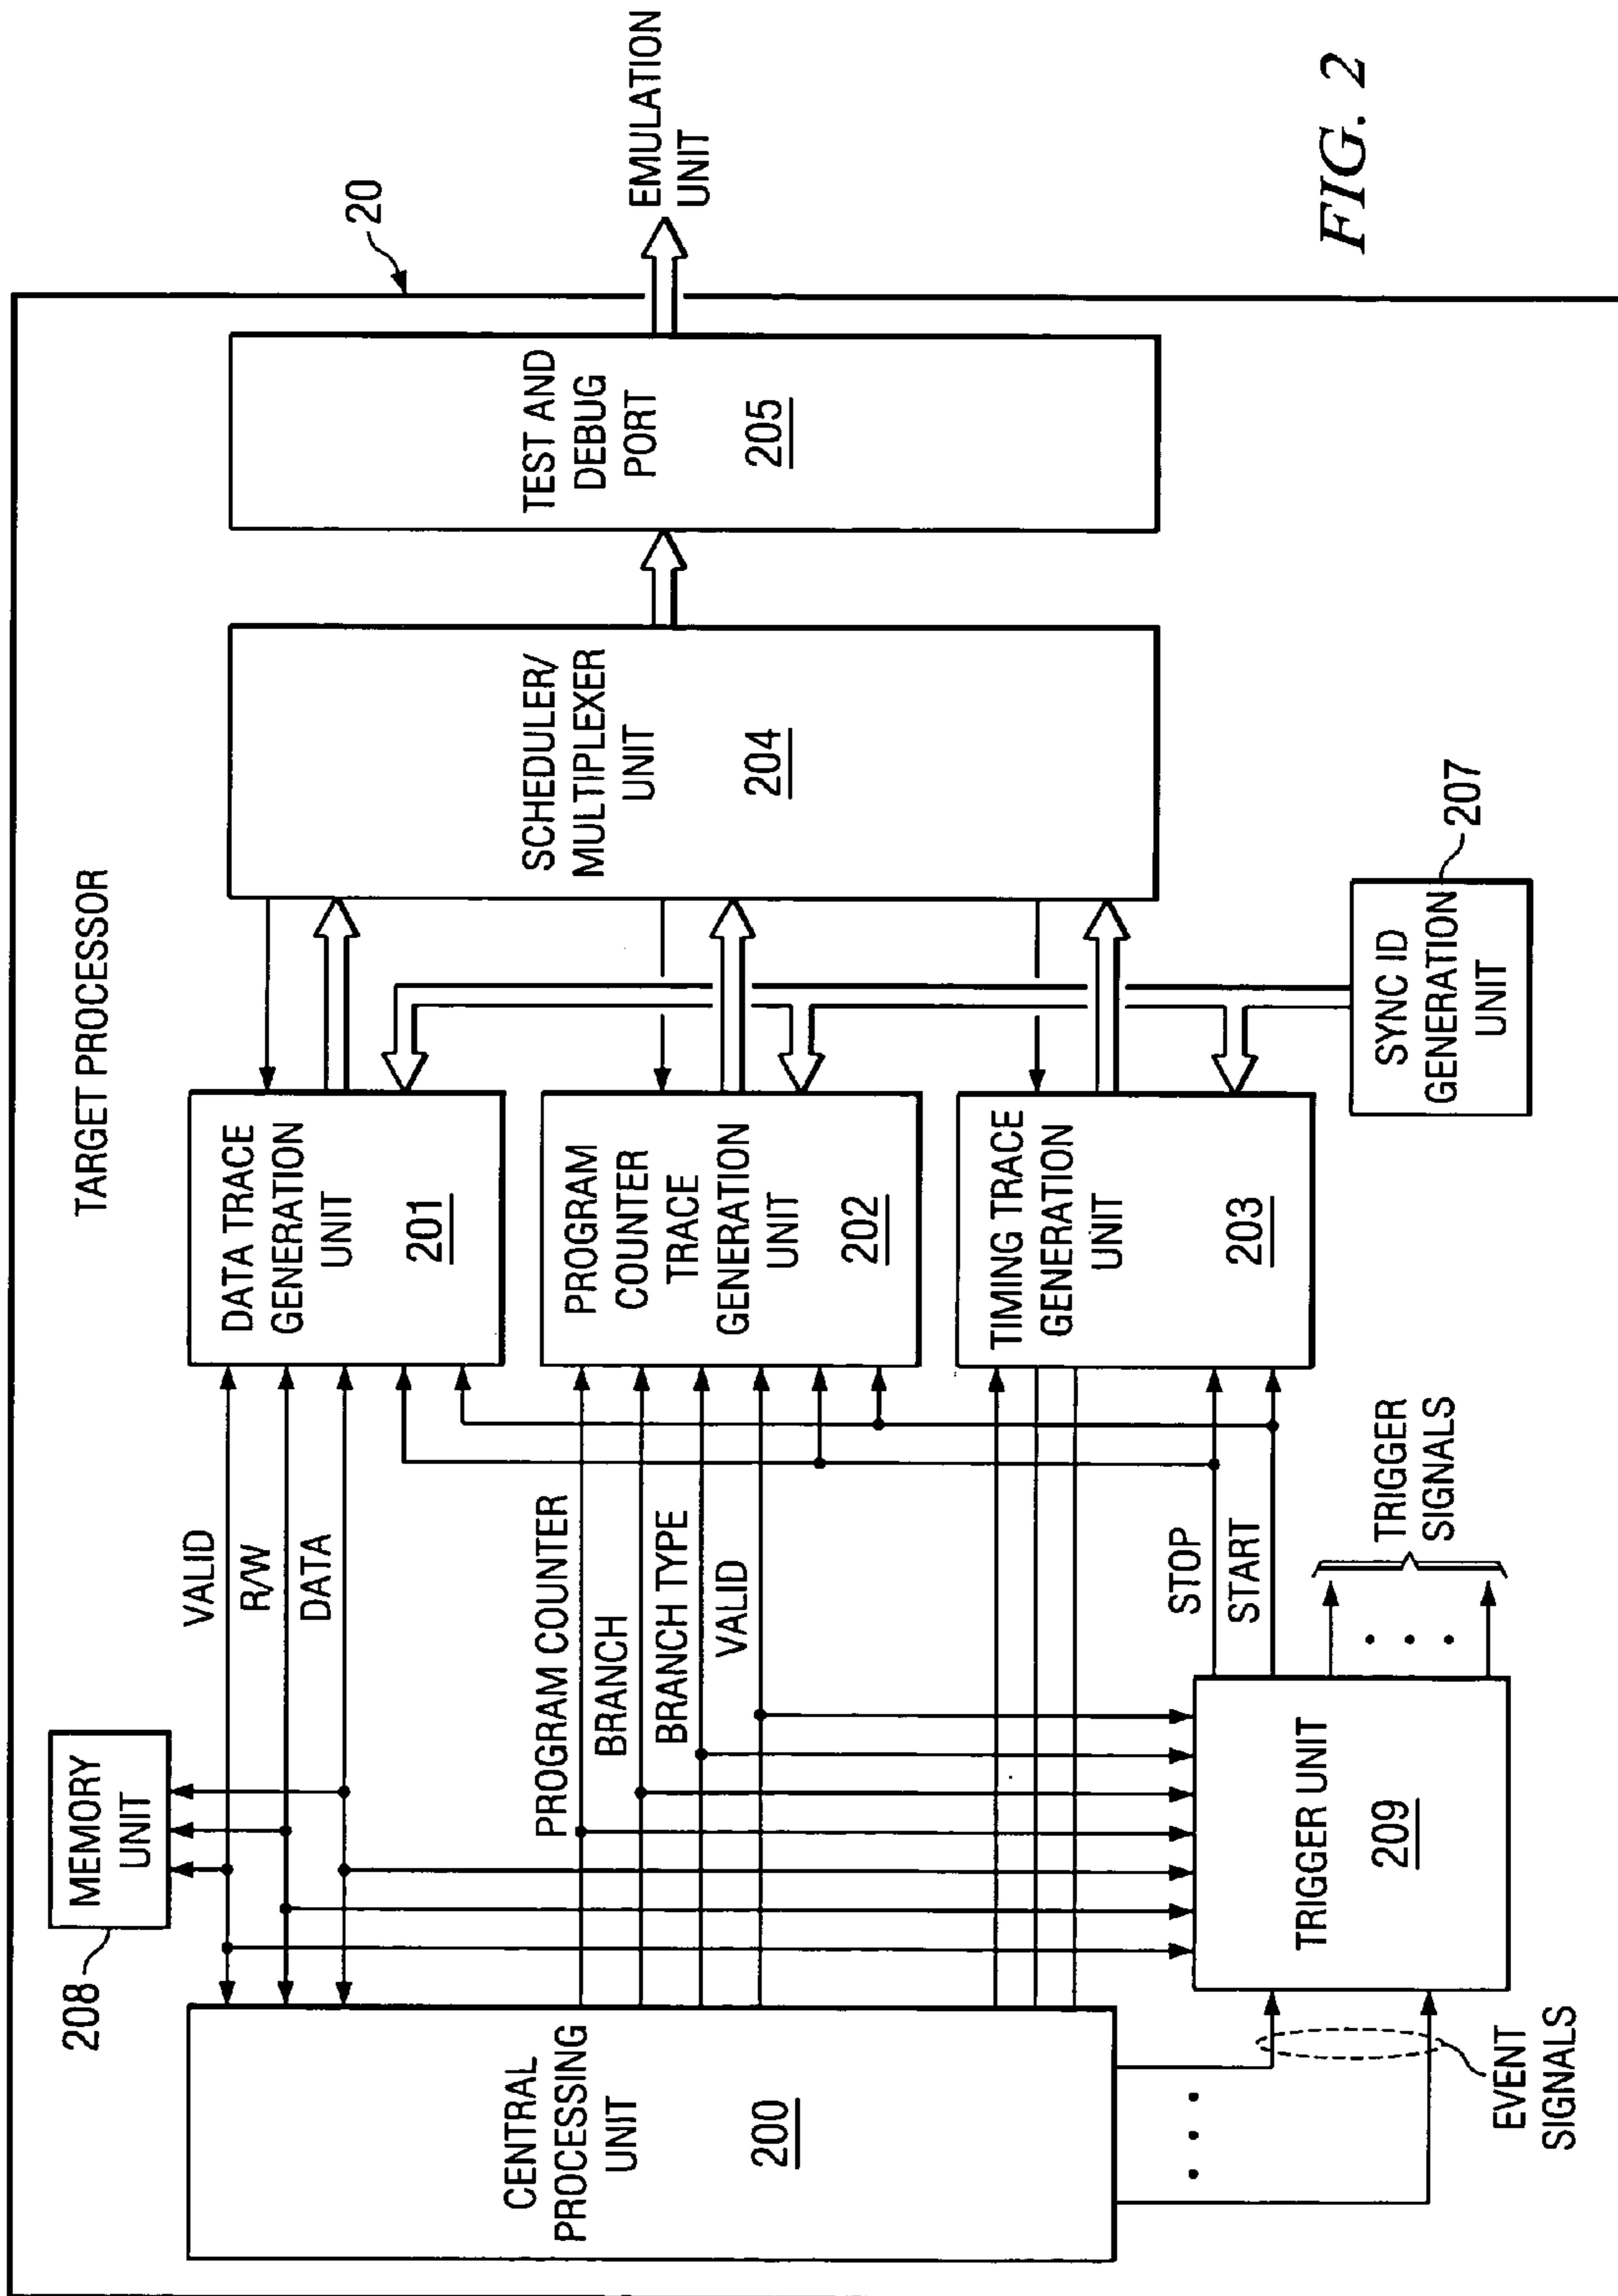 TARGET PROCESSOR
20
208
MEMORY
UNIT
VALID
R/W
DATA
CENTRAL
PROCESSING
UNIT
200
PROGRAM COUNTER
BRANCH
BRANCH TYPE
VALID
DATA TRACE
GENERATION
UNIT
201
PROGRAM
COUNTER
TRACE
GENERATION
UNIT
202
TIMING TRACE
GENERATION
UNIT
203
SCHEDULER/
MULTIPLEXER
UNIT
204
TEST AND
DEBUG
PORT
205
EMULATION
UNIT
STOP
START
TRIGGER UNIT
209
TRIGGER
SIGNALS
EVENT
SIGNALS
SYNC ID
GENERATION
UNIT
207
FIG. 2